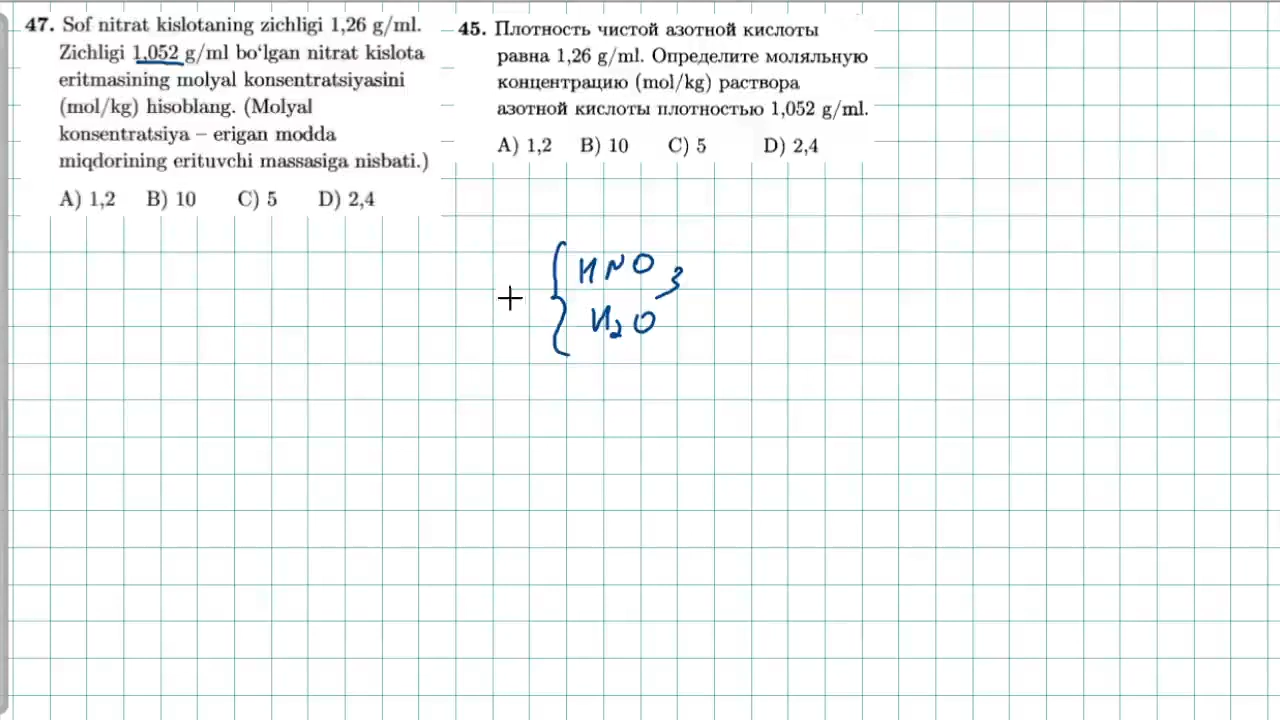 47. Sof nitrat kislotaning zichligi 1,26 g/ml.
Zichligi 1,052 g/ml bo‘lgan nitrat kislota
eritmasining molyal konsentratsiyasini
(mol/kg) hisoblang. (Molyal
konsentratsiya – erigan modda
miqdorining erituvchi massasiga nisbati.)
A) 1,2 B) 10 C) 5 D) 2,4
45. Плотность чистой азотной кислоты
равна 1,26 g/ml. Определите моляльную
концентрацию (mol/kg) раствора
азотной кислоты плотностью 1,052 g/ml.
A) 1,2 B) 10 C) 5 D) 2,4
HNO3
H2O